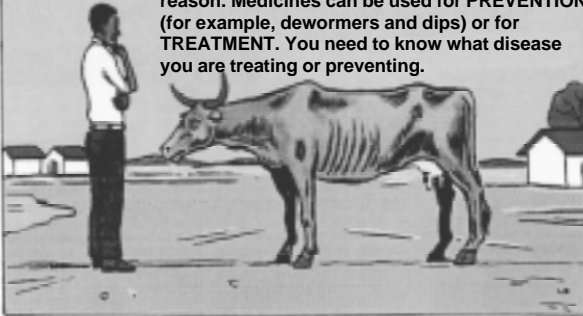 reason. Medicines can be used for PREVENTION
(for example, dewormers and dips) or for
TREATMENT. You need to know what disease
you are treating or preventing.